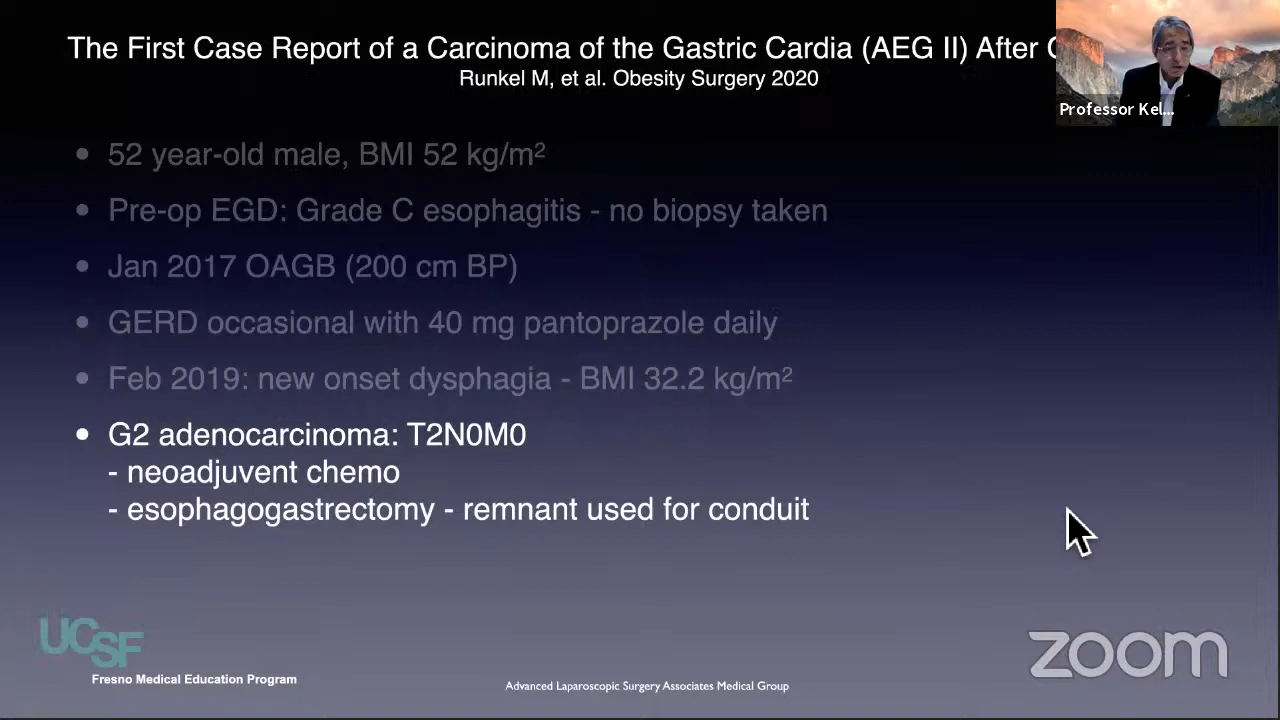 The First Case Report of a Carcinoma of the Gastric Cardia (AEG II) After
Runkel M, et al. Obesity Surgery 2020
Professor Kel...
• 52 year-old male, BMI 52 kg/m²
• Pre-op EGD: Grade C esophagitis - no biopsy taken
• Jan 2017 OAGB (200 cm BP)
• GERD occasional with 40 mg pantoprazole daily
• Feb 2019: new onset dysphagia - BMI 32.2 kg/m²
• G2 adenocarcinoma: T2N0M0
- neoadjuvent chemo
- esophagogastrectomy - remnant used for conduit
UCSF
Fresno Medical Education Program
Advanced Laparoscopic Surgery Associates Medical Group
zoom